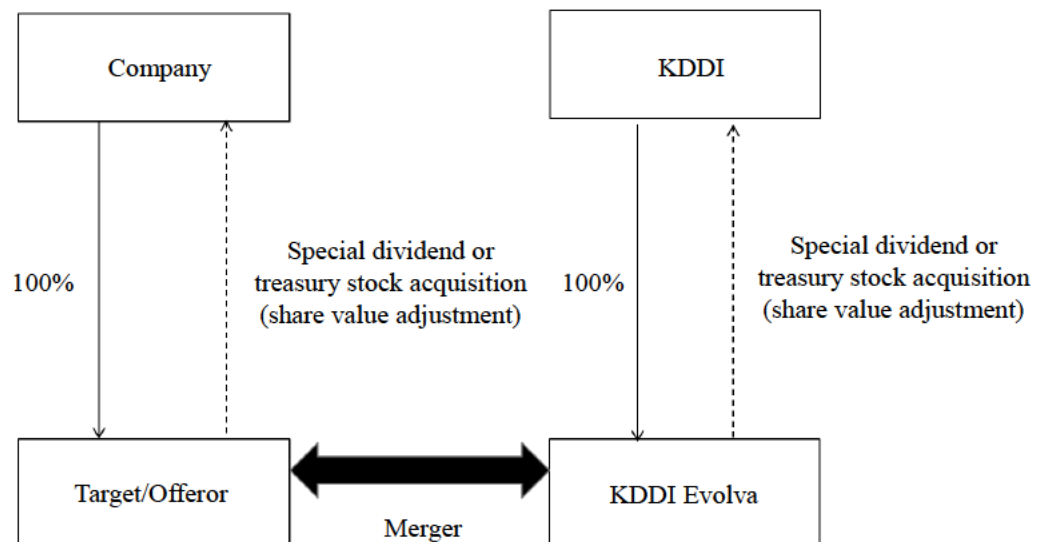 Company
KDDI
100%
Special dividend or
treasury stock acquisition
(share value adjustment)
100%
Special dividend or
treasury stock acquisition
(share value adjustment)
Target/Offeror
Merger
KDDI Evolva